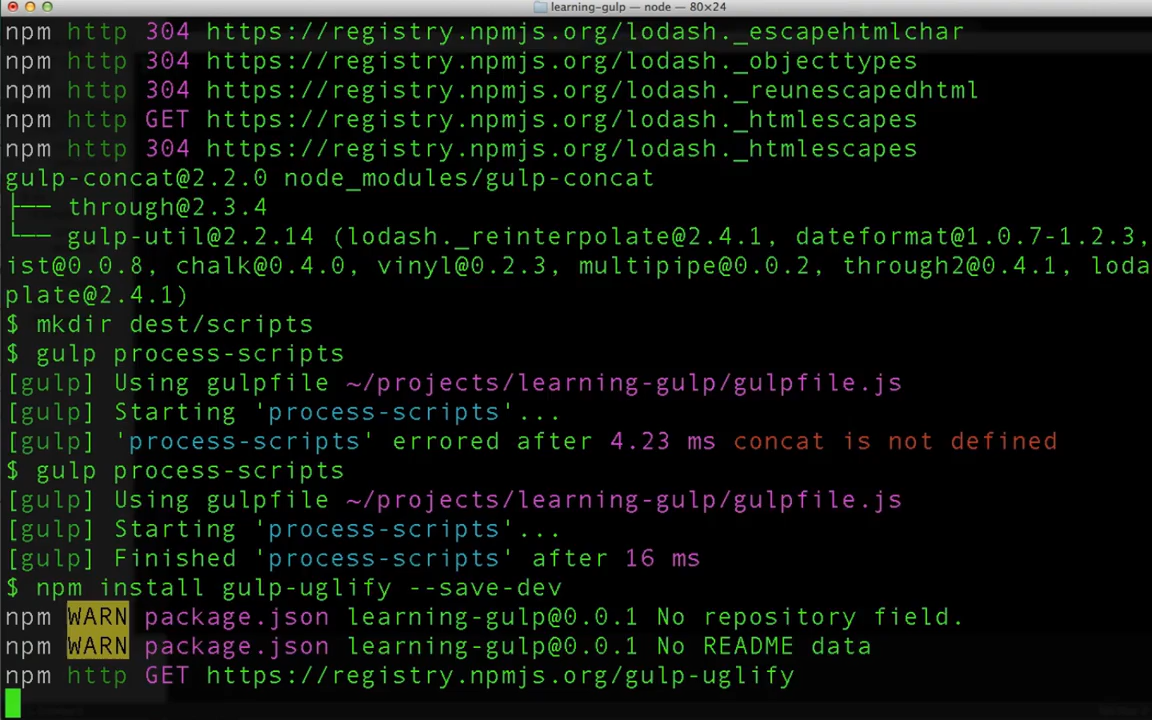 learning-gulp — node — 80×24
npm http 304 https://registry.npmjs.org/lodash._escapehtmlchar
npm http 304 https://registry.npmjs.org/lodash._objecttypes
npm http 304 https://registry.npmjs.org/lodash._reunescapedhtml
npm http GET https://registry.npmjs.org/lodash._htmlescapes
npm http 304 https://registry.npmjs.org/lodash._htmlescapes
gulp-concat@2.2.0 node_modules/gulp-concat
├── through@2.3.4
└── gulp-util@2.2.14 (lodash._reinterpolate@2.4.1, dateformat@1.0.7-1.2.3,
ist@0.0.8, chalk@0.4.0, vinyl@0.2.3, multipipe@0.0.2, through2@0.4.1, loda
plate@2.4.1)
$ mkdir dest/scripts
$ gulp process-scripts
[gulp] Using gulpfile ~/projects/learning-gulp/gulpfile.js
[gulp] Starting 'process-scripts'...
[gulp] 'process-scripts' errored after 4.23 ms concat is not defined
$ gulp process-scripts
[gulp] Using gulpfile ~/projects/learning-gulp/gulpfile.js
[gulp] Starting 'process-scripts'...
[gulp] Finished 'process-scripts' after 16 ms
$ npm install gulp-uglify --save-dev
npm WARN package.json learning-gulp@0.0.1 No repository field.
npm WARN package.json learning-gulp@0.0.1 No README data
npm http GET https://registry.npmjs.org/gulp-uglify